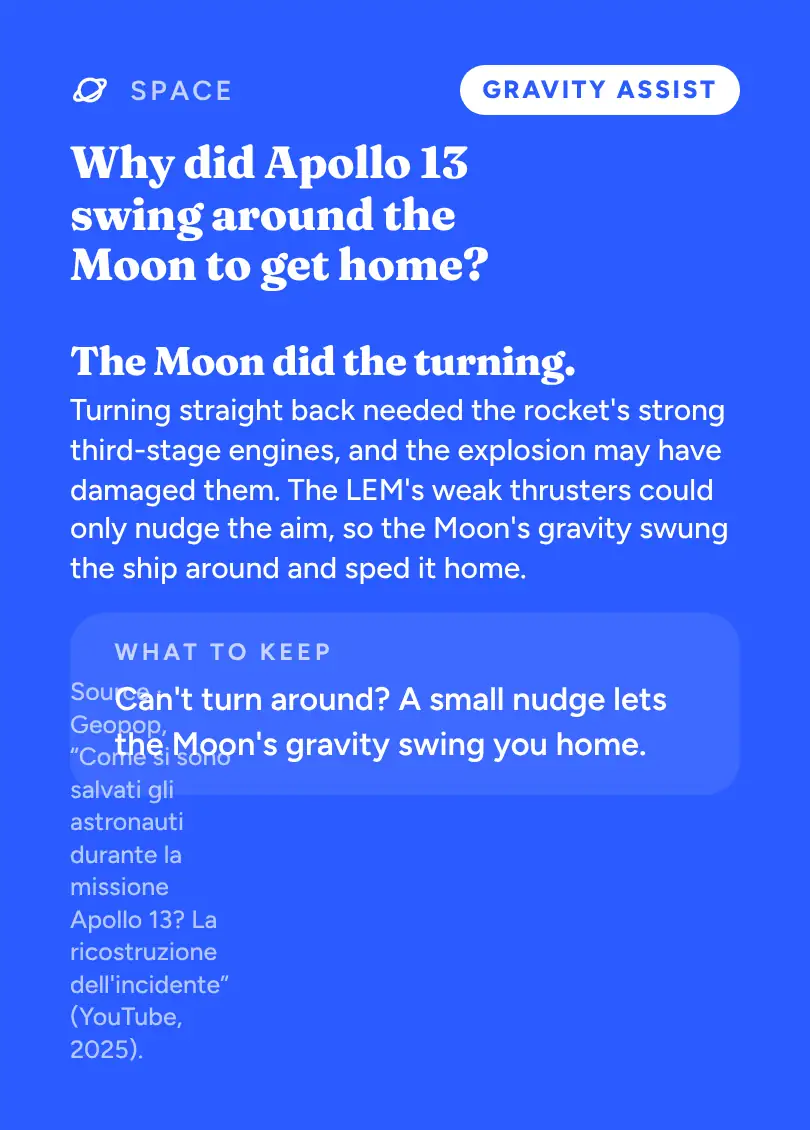 SPACE
GRAVITY ASSIST
Why did Apollo 13
swing around the
Moon to get home?
The Moon did the turning.
Turning straight back needed the rocket's strong
third-stage engines, and the explosion may have
damaged them. The LEM's weak thrusters could
only nudge the aim, so the Moon's gravity swung
the ship around and sped it home.
WHAT TO KEEP
Can't turn around? A small nudge lets
the Moon's gravity swing you home.
Source ·
Geopop,
“Come si sono
salvati gli
astronauti
durante la
missione
Apollo 13? La
ricostruzione
dell'incidente”
(YouTube,
2025).